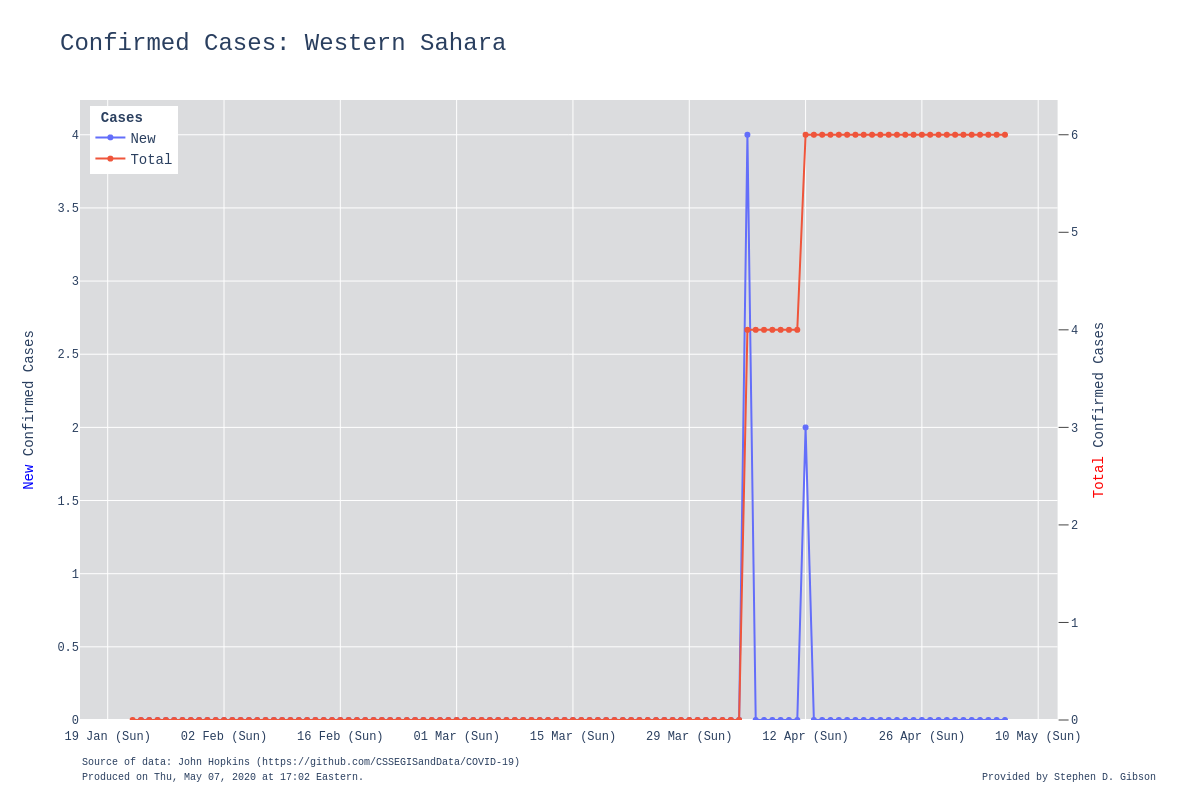 Confirmed Cases: Western Sahara
Cases
New
Total
4
3.5
3
2.5
2
1.5
1
0.5
0
New Confirmed Cases
6
5
4
3
2
1
0
Total Confirmed Cases
19 Jan (Sun)
02 Feb (Sun)
16 Feb (Sun)
01 Mar (Sun)
15 Mar (Sun)
29 Mar (Sun)
12 Apr (Sun)
26 Apr (Sun)
10 May (Sun)
Source of data: John Hopkins (https://github.com/CSSEGISandData/COVID-19)
Produced on Thu, May 07, 2020 at 17:02 Eastern.
Provided by Stephen D. Gibson